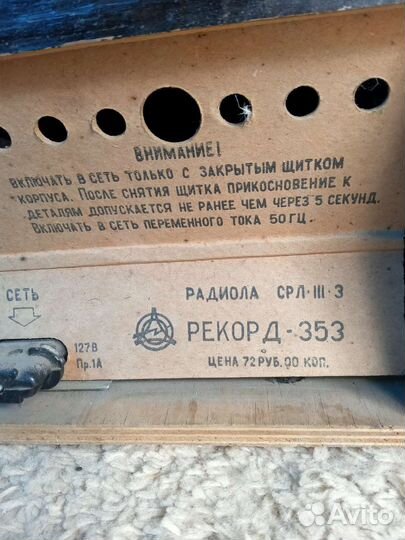 ВНИМАНИЕ!
ВКЛЮЧАТЬ В СЕТЬ ТОЛЬКО С ЗАКРЫТЫМ ЩИТКОМ
КОРПУСА. ПОСЛЕ СНЯТИЯ ЩИТКА ПРИКОСНОВЕНИЕ К
ДЕТАЛЯМ ДОПУСКАЕТСЯ НЕ РАНЕЕ ЧЕМ ЧЕРЕЗ 5 СЕКУНД.
ВКЛЮЧАТЬ В СЕТЬ ПЕРЕМЕННОГО ТОКА 50 ГЦ.
СЕТЬ
РАДИОЛА СРЛ-III-3
РЕКОРД-353
127В
Пр.1А
ЦЕНА 72 РУБ. 00 КОП.
Avito